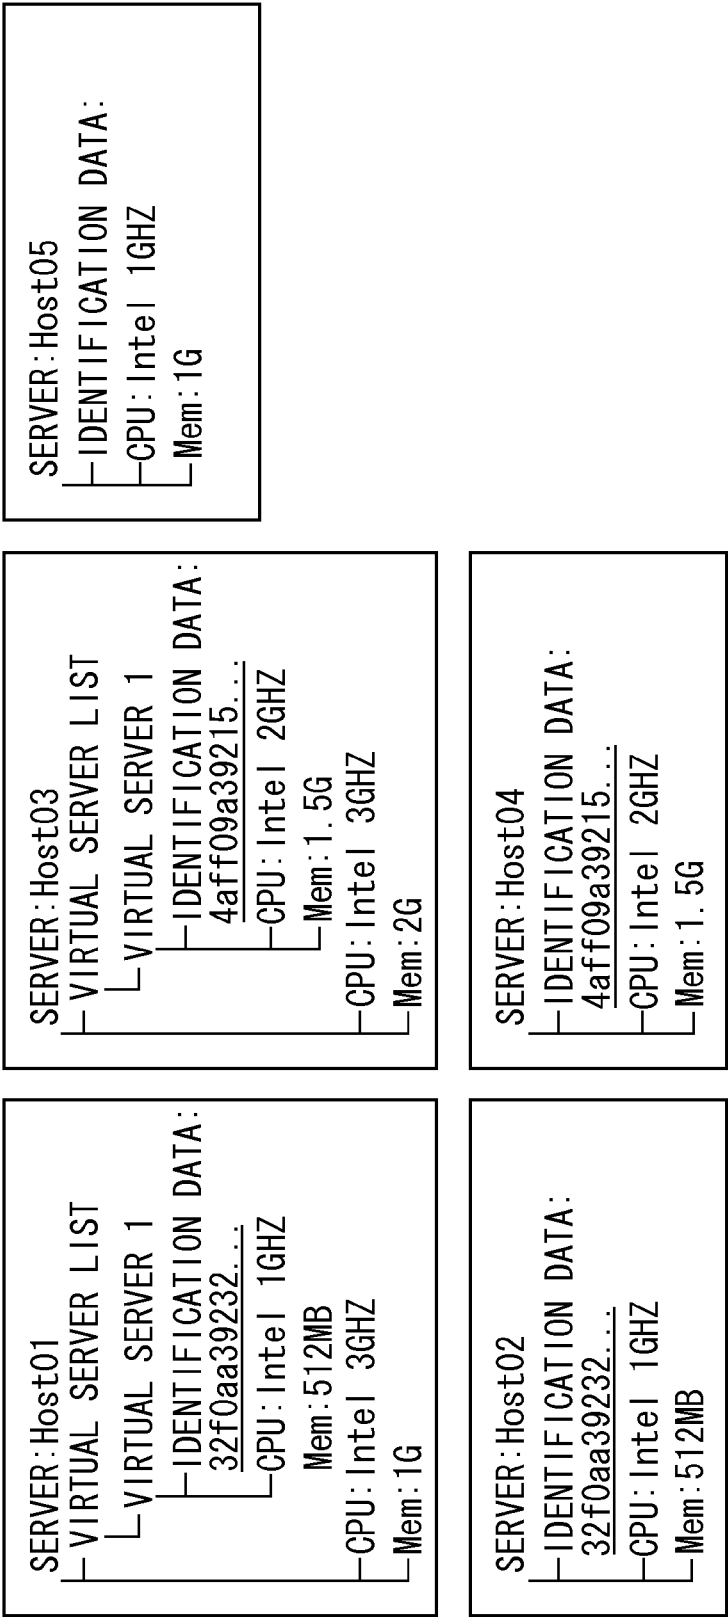 SERVER:Host01
VIRTUAL SERVER LIST
VIRTUAL SERVER 1
IDENTIFICATION DATA:
32f0aa39232...
CPU:Intel 1GHZ
Mem:512MB
CPU:Intel 3GHZ
Mem:1G
SERVER:Host03
VIRTUAL SERVER LIST
VIRTUAL SERVER 1
IDENTIFICATION DATA:
4aff09a39215...
CPU:Intel 2GHZ
Mem:1.5G
CPU:Intel 3GHZ
Mem:2G
SERVER:Host05
IDENTIFICATION DATA:
CPU:Intel 1GHZ
Mem:1G
SERVER:Host02
IDENTIFICATION DATA:
32f0aa39232...
CPU:Intel 1GHZ
Mem:512MB
SERVER:Host04
IDENTIFICATION DATA:
4aff09a39215...
CPU:Intel 2GHZ
Mem:1.5G